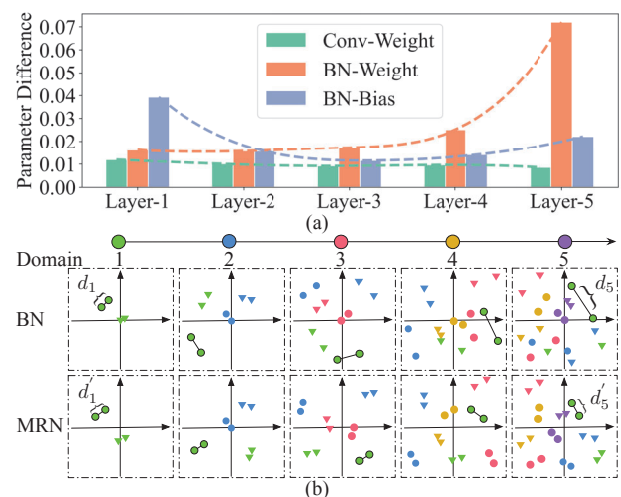 0.07
0.06
0.05
0.04
0.03
0.02
0.01
0.00
Parameter Difference
Conv-Weight
BN-Weight
BN-Bias
Layer-1 Layer-2 Layer-3 Layer-4 Layer-5
(a)
Domain 1 2 3 4 5
BN
d₁ d₅
MRN
d₁′ d₅′
(b)